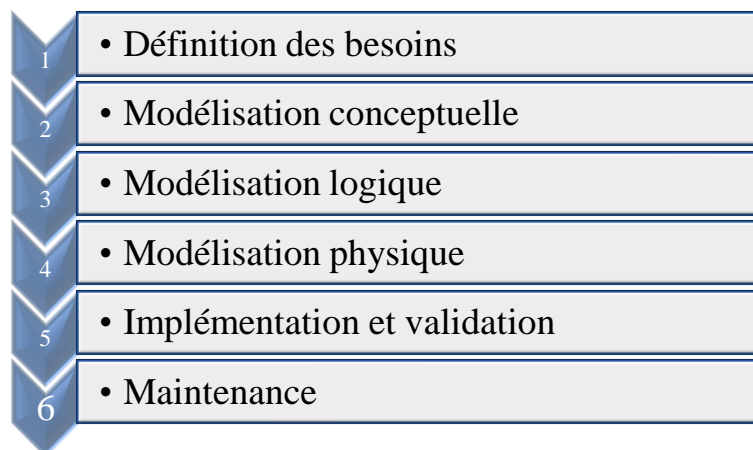 1 • Définition des besoins
2 • Modélisation conceptuelle
3 • Modélisation logique
4 • Modélisation physique
5 • Implémentation et validation
6 • Maintenance